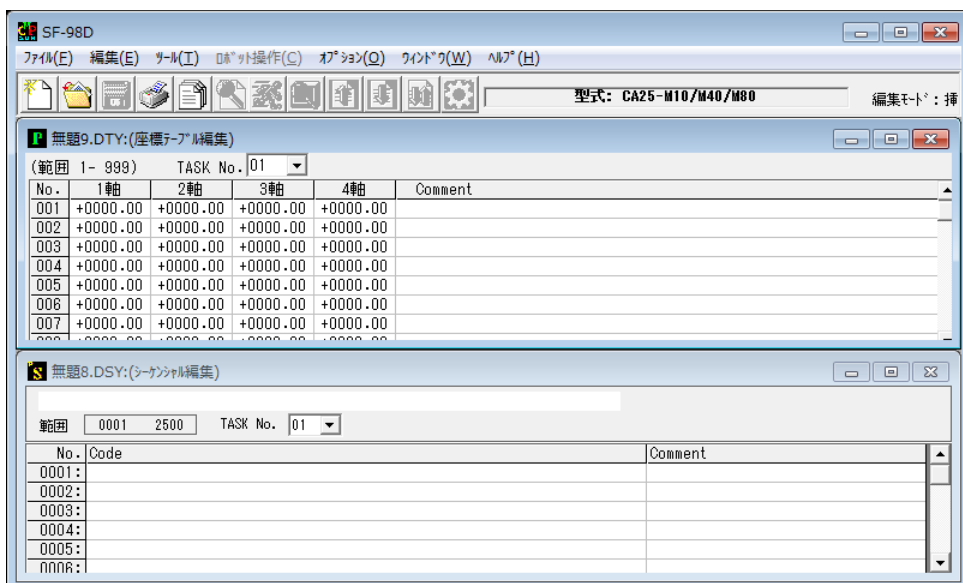 SF-98D
ﾌｧｲﾙ(F) 編集(E) ﾂｰﾙ(T) ﾛﾎﾞｯﾄ操作(C) ｵﾌﾟｼｮﾝ(O) ｳｨﾝﾄﾞｳ(W) ﾍﾙﾌﾟ(H)
型式: CA25-M10/M40/M80 編集ﾓｰﾄﾞ: 挿
無題9.DTY:(座標ﾃｰﾌﾞﾙ編集)
(範囲 1- 999) TASK No. 01
No. 1軸 2軸 3軸 4軸 Comment
001 +0000.00 +0000.00 +0000.00 +0000.00
002 +0000.00 +0000.00 +0000.00 +0000.00
003 +0000.00 +0000.00 +0000.00 +0000.00
004 +0000.00 +0000.00 +0000.00 +0000.00
005 +0000.00 +0000.00 +0000.00 +0000.00
006 +0000.00 +0000.00 +0000.00 +0000.00
007 +0000.00 +0000.00 +0000.00 +0000.00
無題8.DSY:(ｼｰｹﾝｼｬﾙ編集)
範囲 0001 2500 TASK No. 01
No. Code Comment
0001:
0002:
0003:
0004:
0005:
0006: